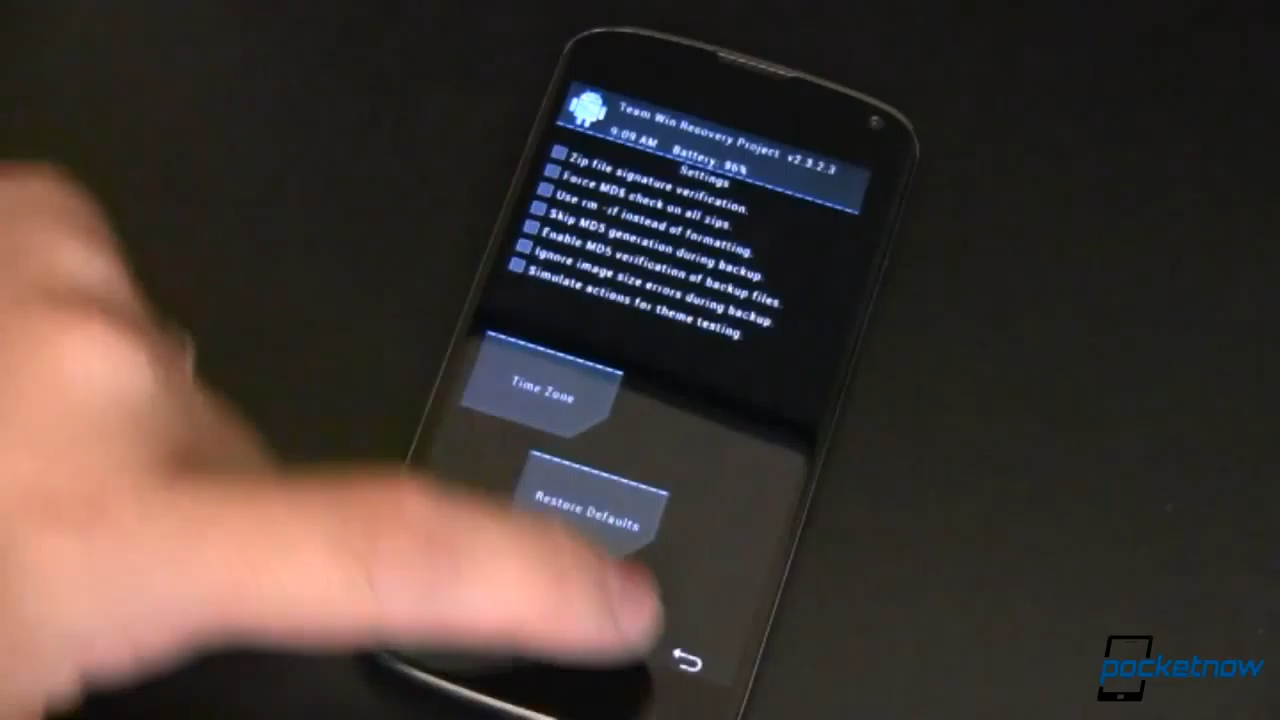 Team Win Recovery Project v2.3.2.3
9:09 AM Battery: 96%
Settings
Zip file signature verification.
Force MD5 check on all zips.
Use rm -rf instead of formatting.
Skip MD5 generation during backup.
Enable MD5 verification of backup files.
Ignore image size errors during backup.
Simulate actions for theme testing.
Time Zone
Restore Defaults
pocketnow